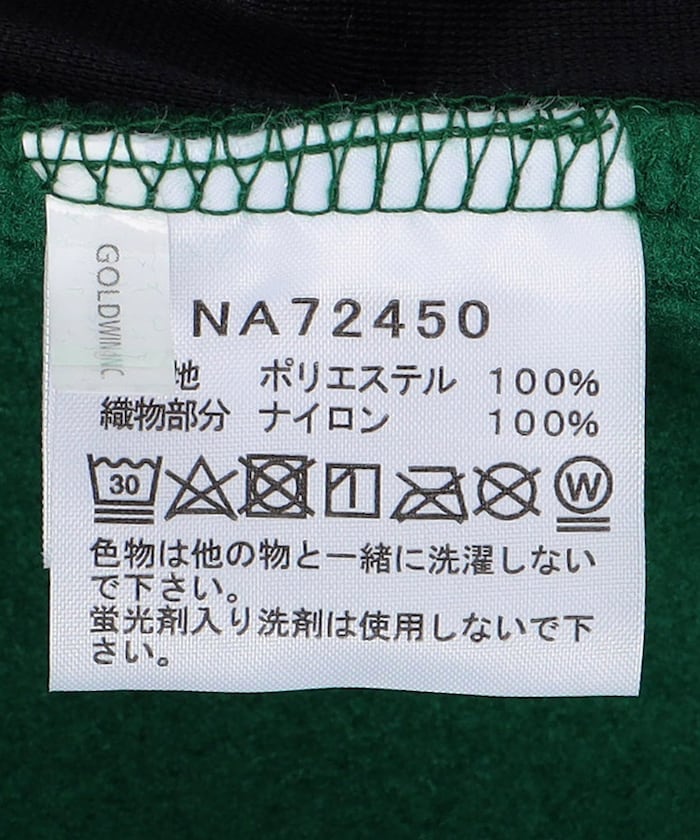 GOLDWIN INC
NA72450
地 ポリエステル 100%
織物部分 ナイロン 100%
30
W
色物は他の物と一緒に洗濯しない
で下さい。
蛍光剤入り洗剤は使用しないで下
さい。